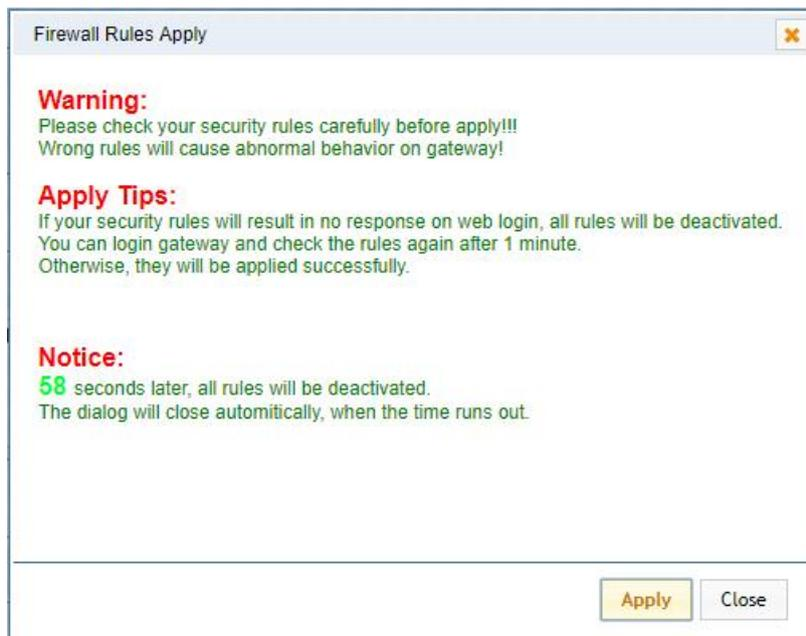 Firewall Rules Apply
Warning:
Please check your security rules carefully before apply!!!
Wrong rules will cause abnormal behavior on gateway!
Apply Tips:
If your security rules will result in no response on web login, all rules will be deactivated.
You can login gateway and check the rules again after 1 minute.
Otherwise, they will be applied successfully.
Notice:
58 seconds later, all rules will be deactivated.
The dialog will close automitically, when the time runs out.
Apply Close